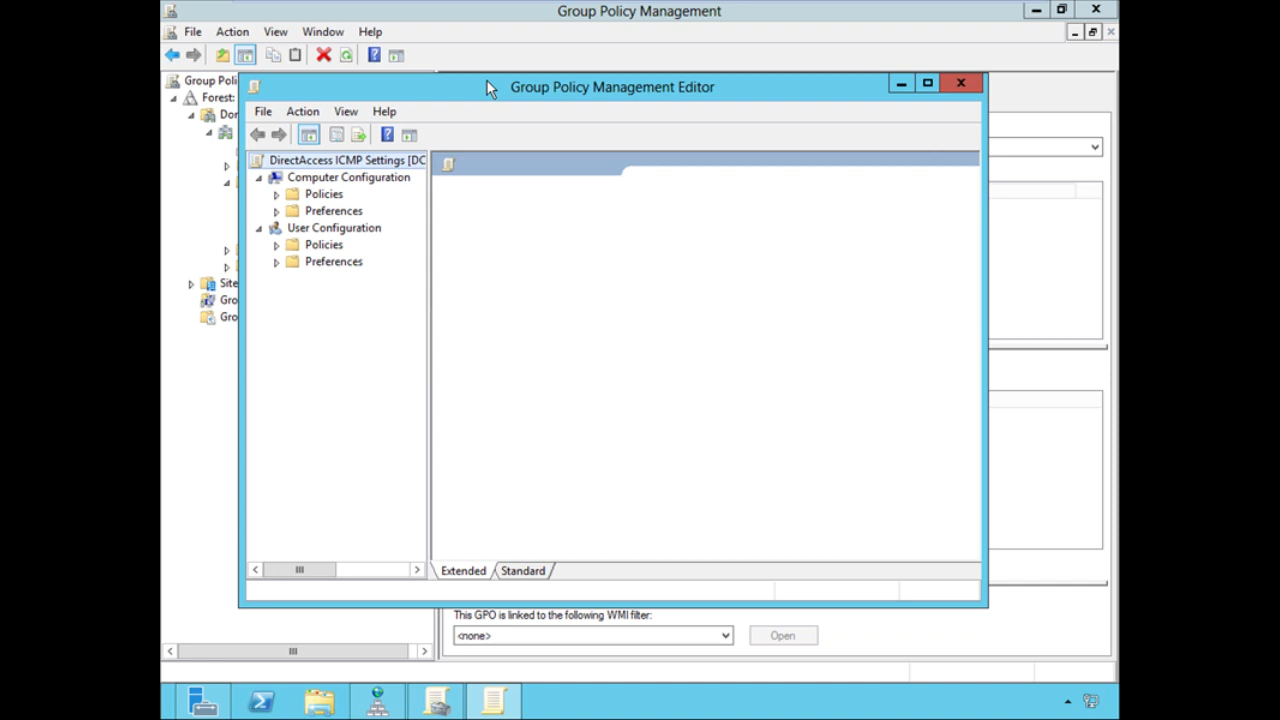 Group Policy Management
File Action View Window Help
Group Poli
Forest:
Dor
Site
Gro
Gro
Group Policy Management Editor
File Action View Help
DirectAccess ICMP Settings [DC
Computer Configuration
Policies
Preferences
User Configuration
Policies
Preferences
Extended Standard
This GPO is linked to the following WMI filter:
<none> Open